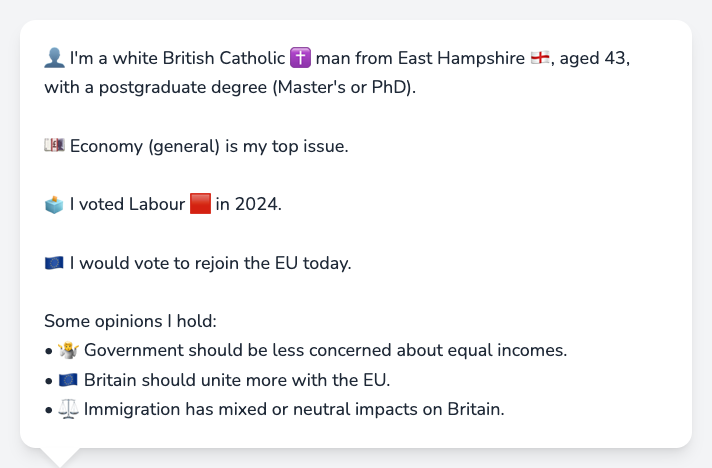 👤 I'm a white British Catholic ✝️ man from East Hampshire 🏴󠁧󠁢󠁥󠁮󠁧󠁿, aged 43,
with a postgraduate degree (Master's or PhD).
💷 Economy (general) is my top issue.
🗳️ I voted Labour 🟥 in 2024.
🇪🇺 I would vote to rejoin the EU today.
Some opinions I hold:
• 🤷 Government should be less concerned about equal incomes.
• 🇪🇺 Britain should unite more with the EU.
• ⚖️ Immigration has mixed or neutral impacts on Britain.